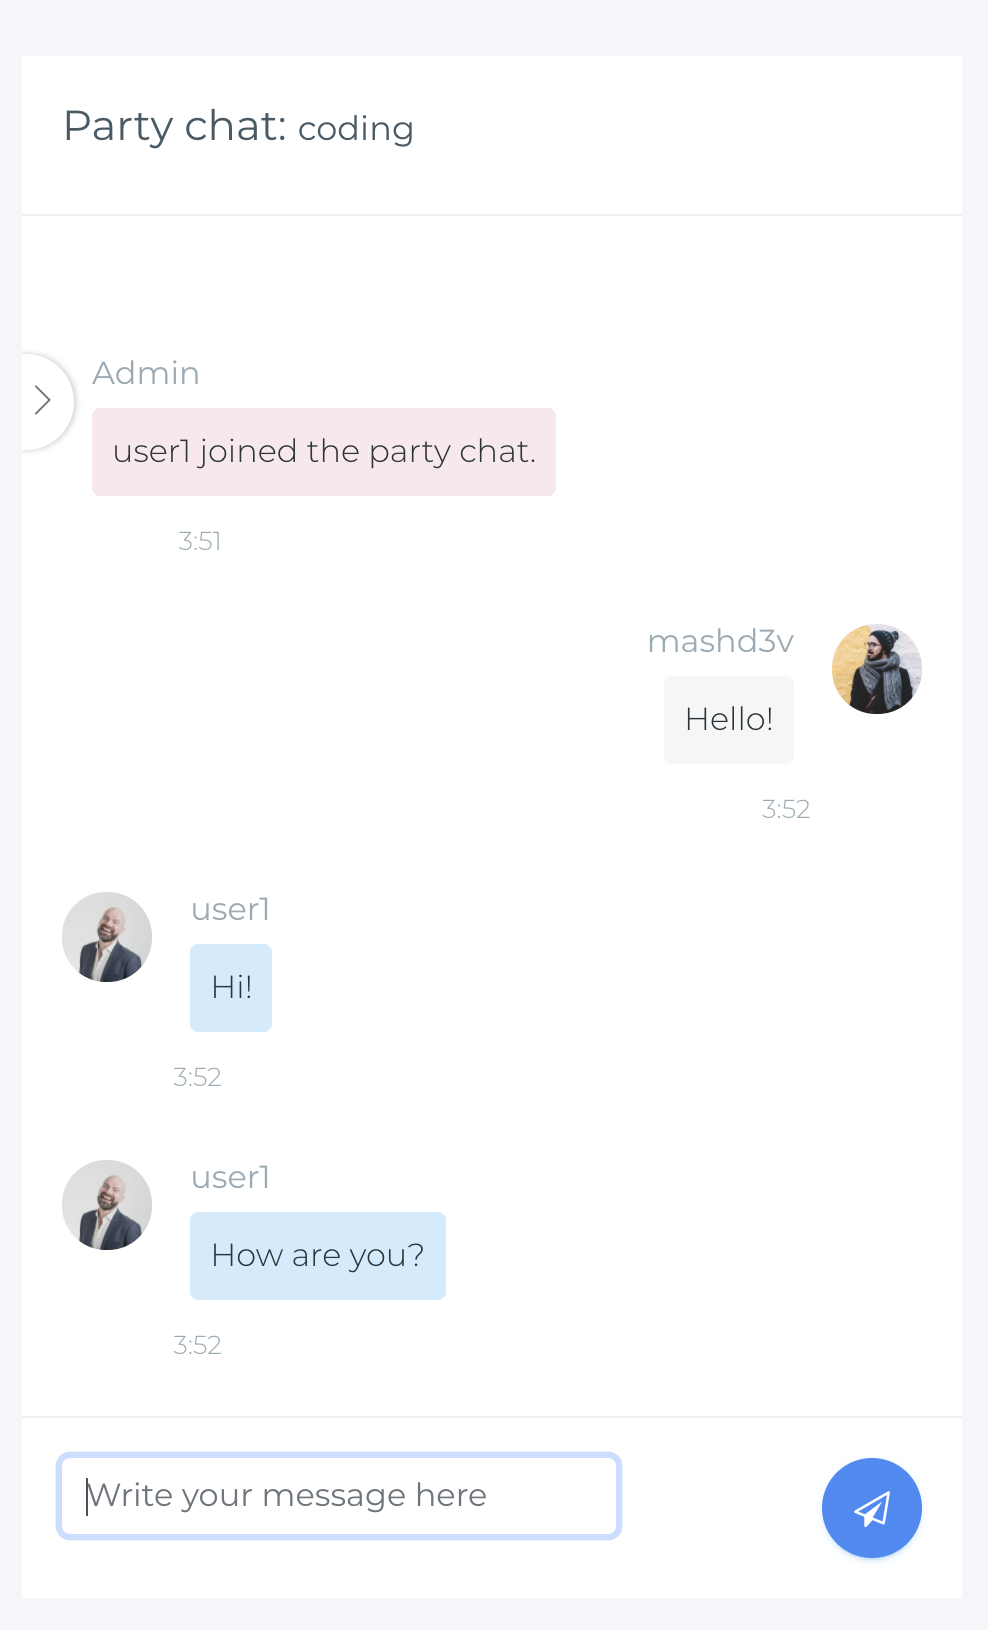 Party chat: coding
Admin
user1 joined the party chat.
3:51
mashd3v
Hello!
3:52
user1
Hi!
3:52
user1
How are you?
3:52
Write your message here